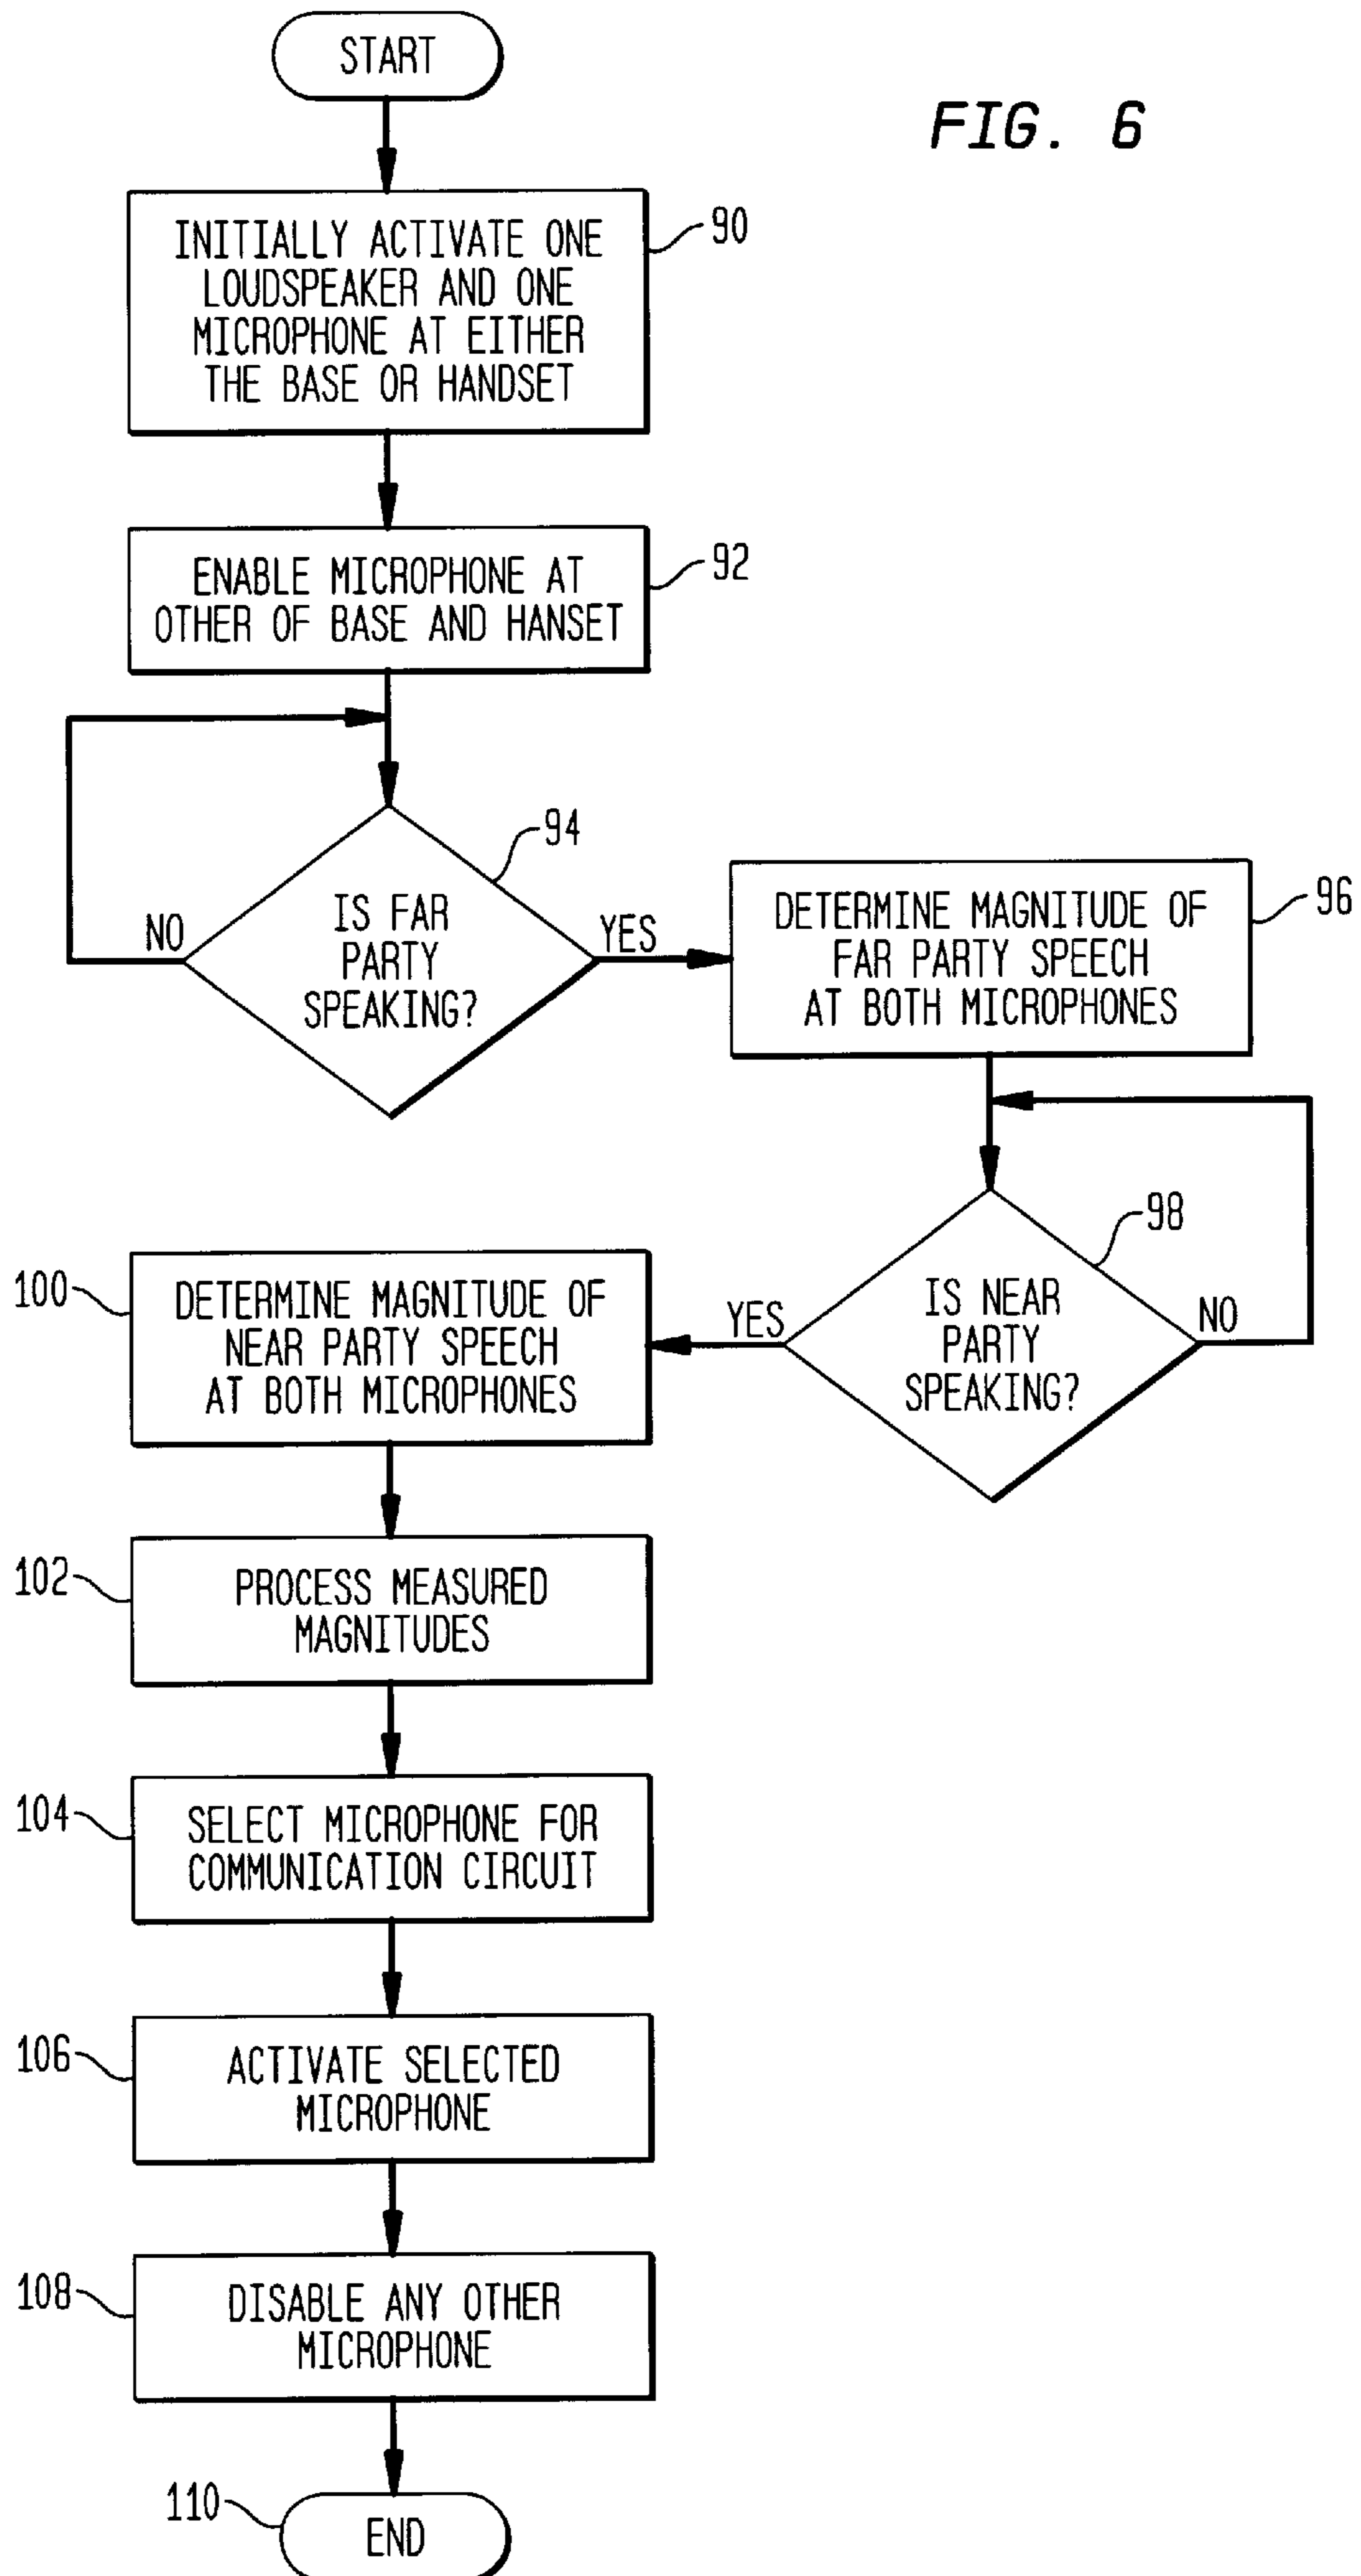 START
FIG. 6
INITIALLY ACTIVATE ONE
LOUDSPEAKER AND ONE
MICROPHONE AT EITHER
THE BASE OR HANDSET
90
ENABLE MICROPHONE AT
OTHER OF BASE AND HANSET
92
94
IS FAR
PARTY
SPEAKING?
NO
YES
DETERMINE MAGNITUDE OF
FAR PARTY SPEECH
AT BOTH MICROPHONES
96
98
IS NEAR
PARTY
SPEAKING?
NO
YES
100
DETERMINE MAGNITUDE OF
NEAR PARTY SPEECH
AT BOTH MICROPHONES
102
PROCESS MEASURED
MAGNITUDES
104
SELECT MICROPHONE FOR
COMMUNICATION CIRCUIT
106
ACTIVATE SELECTED
MICROPHONE
108
DISABLE ANY OTHER
MICROPHONE
110
END